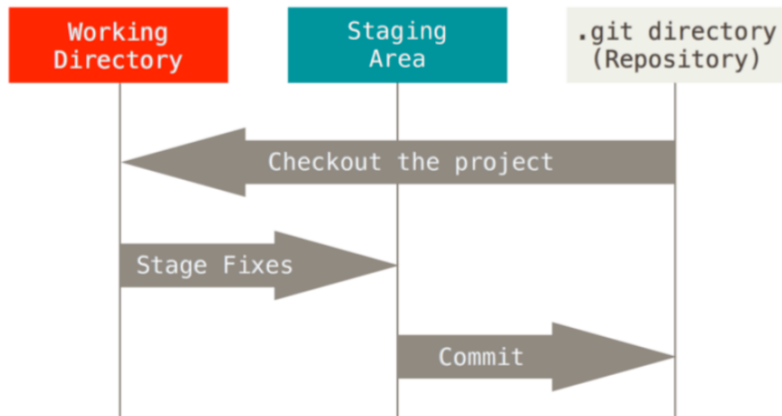 Working
Directory
Staging
Area
.git directory
(Repository)
Checkout the project
Stage Fixes
Commit